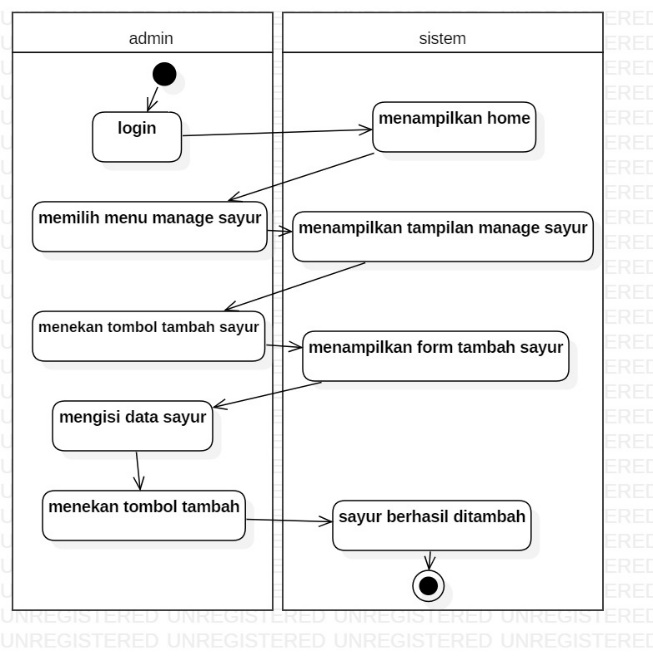 admin
sistem
login
menampilkan home
memilih menu manage sayur
menampilkan tampilan manage sayur
menekan tombol tambah sayur
menampilkan form tambah sayur
mengisi data sayur
menekan tombol tambah
sayur berhasil ditambah
UNREGISTERED UNREGISTERED UNREGISTERED UNREGISTERED
UNREGISTERED UNREGISTERED UNREGISTERED UNREGISTERED